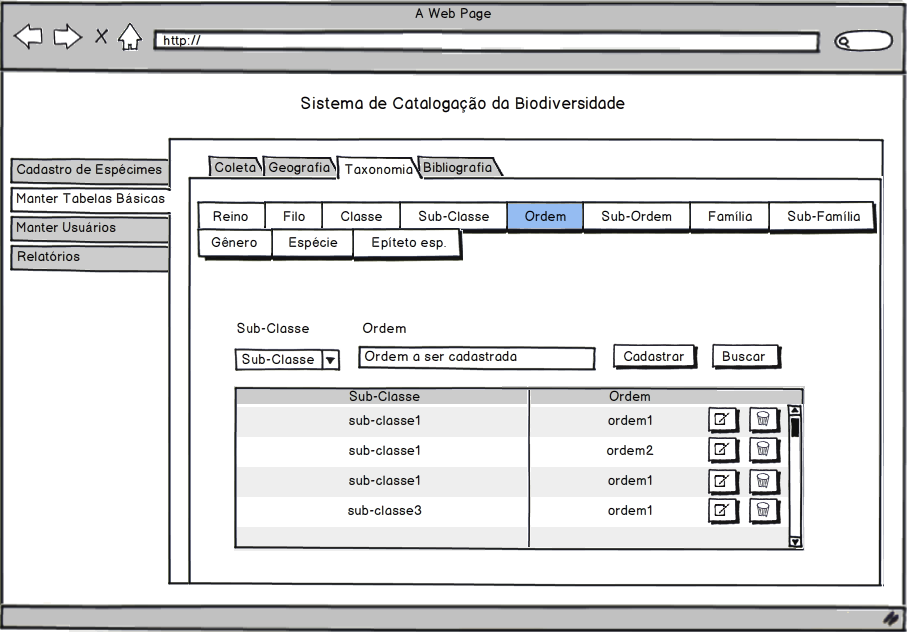 A Web Page
http://
Sistema de Catalogação da Biodiversidade
Cadastro de Espécimes
Manter Tabelas Básicas
Manter Usuários
Relatórios
Coleta Geografia Taxonomia Bibliografia
Reino Filo Classe Sub-Classe Ordem Sub-Ordem Família Sub-Família
Gênero Espécie Epíteto esp.
Sub-Classe Ordem
Sub-Classe Ordem a ser cadastrada Cadastrar Buscar
Sub-Classe Ordem
sub-classe1 ordem1
sub-classe1 ordem2
sub-classe1 ordem1
sub-classe3 ordem1